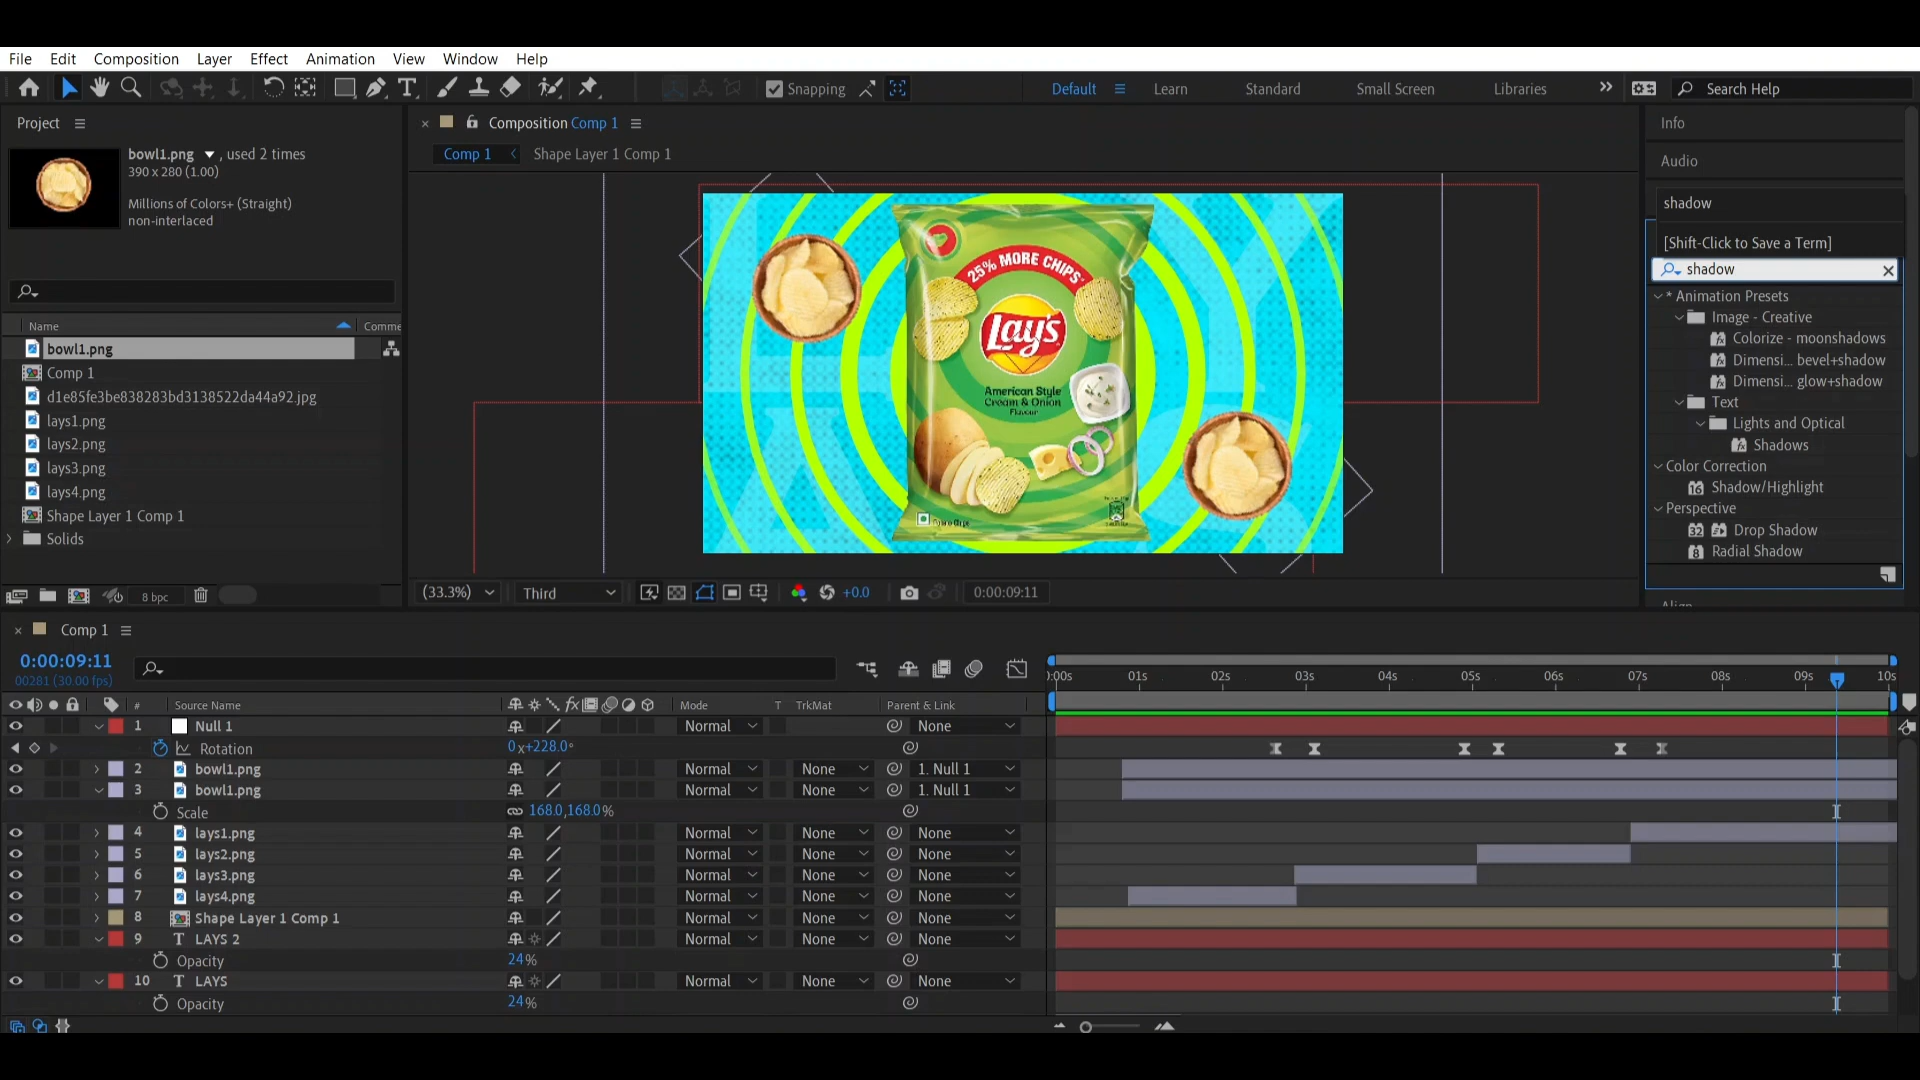 File Edit Composition Layer Effect Animation View Window Help
Snapping
Default Learn Standard Small Screen Libraries Search Help
Project
bowl1.png , used 2 times
390 x 280 (1.00)
Millions of Colors+ (Straight)
non-interlaced
Name Comme
bowl1.png
Comp 1
d1e85fe3be838283bd3138522da44a92.jpg
lays1.png
lays2.png
lays3.png
lays4.png
Shape Layer 1 Comp 1
Solids
8 bpc
Composition Comp 1
Comp 1 Shape Layer 1 Comp 1
25% MORE CHIPS*
Lay's
American Style
Cream & Onion
Flavour
(33.3%) Third +0.0 0:00:09:11
Info
Audio
shadow
[Shift-Click to Save a Term]
shadow
* Animation Presets
Image - Creative
Colorize - moonshadows
Dimensi... bevel+shadow
Dimensi... glow+shadow
Text
Lights and Optical
Shadows
Color Correction
16 Shadow/Highlight
Perspective
32 Drop Shadow
8 Radial Shadow
Align
Comp 1
0:00:09:11
00281 (30.00 fps)
):00s 01s 02s 03s 04s 05s 06s 07s 08s 09s 10s
# Source Name fx Mode T TrkMat Parent & Link
1 Null 1 Normal None
Rotation 0x+228.0°
2 bowl1.png Normal None 1. Null 1
3 bowl1.png Normal None 1. Null 1
Scale 168.0,168.0%
4 lays1.png Normal None None
5 lays2.png Normal None None
6 lays3.png Normal None None
7 lays4.png Normal None None
8 Shape Layer 1 Comp 1 Normal None None
9 T LAYS 2 Normal None None
Opacity 24%
10 T LAYS Normal None None
Opacity 24%